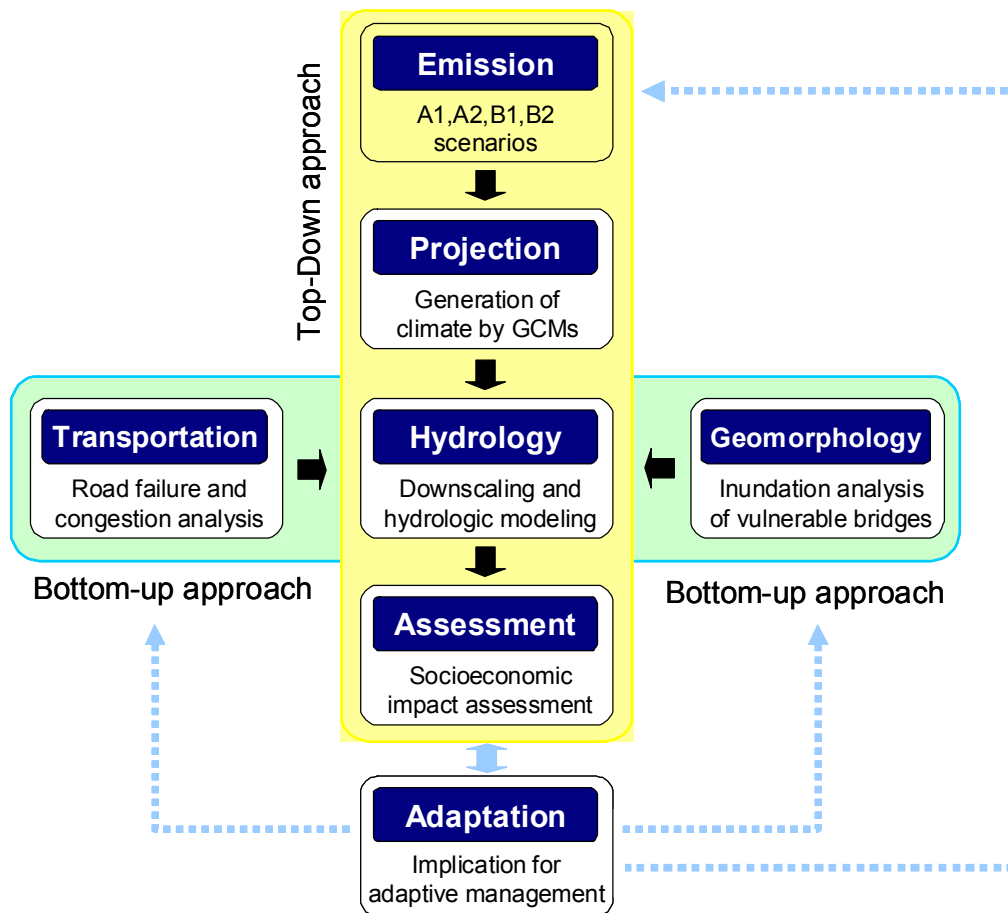 Top-Down approach
Emission
A1,A2,B1,B2
scenarios
Projection
Generation of
climate by GCMs
Transportation
Road failure and
congestion analysis
Hydrology
Downscaling and
hydrologic modeling
Geomorphology
Inundation analysis
of vulnerable bridges
Bottom-up approach
Bottom-up approach
Assessment
Socioeconomic
impact assessment
Adaptation
Implication for
adaptive management